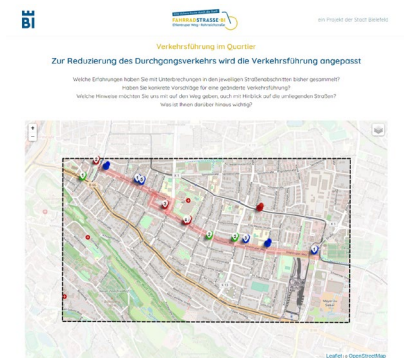 BI
FAHRRADSTRASSE BI
ein Projekt der Stadt Bielefeld
Verkehrsführung im Quartier
Zur Reduzierung des Durchgangsverkehrs wird die Verkehrsführung angepasst
Welche Erfahrungen haben Sie mit Unterbrechungen in den jeweiligen Straßenabschnitten bisher gesammelt?
Haben Sie konkrete Vorschläge für eine geänderte Verkehrsführung?
Welche Hinweise möchten Sie uns mit auf den Weg geben, auch mit Hinblick auf die umliegenden Straßen?
Was ist Ihnen darüber hinaus wichtig?
+
−
Leaflet | © OpenStreetMap